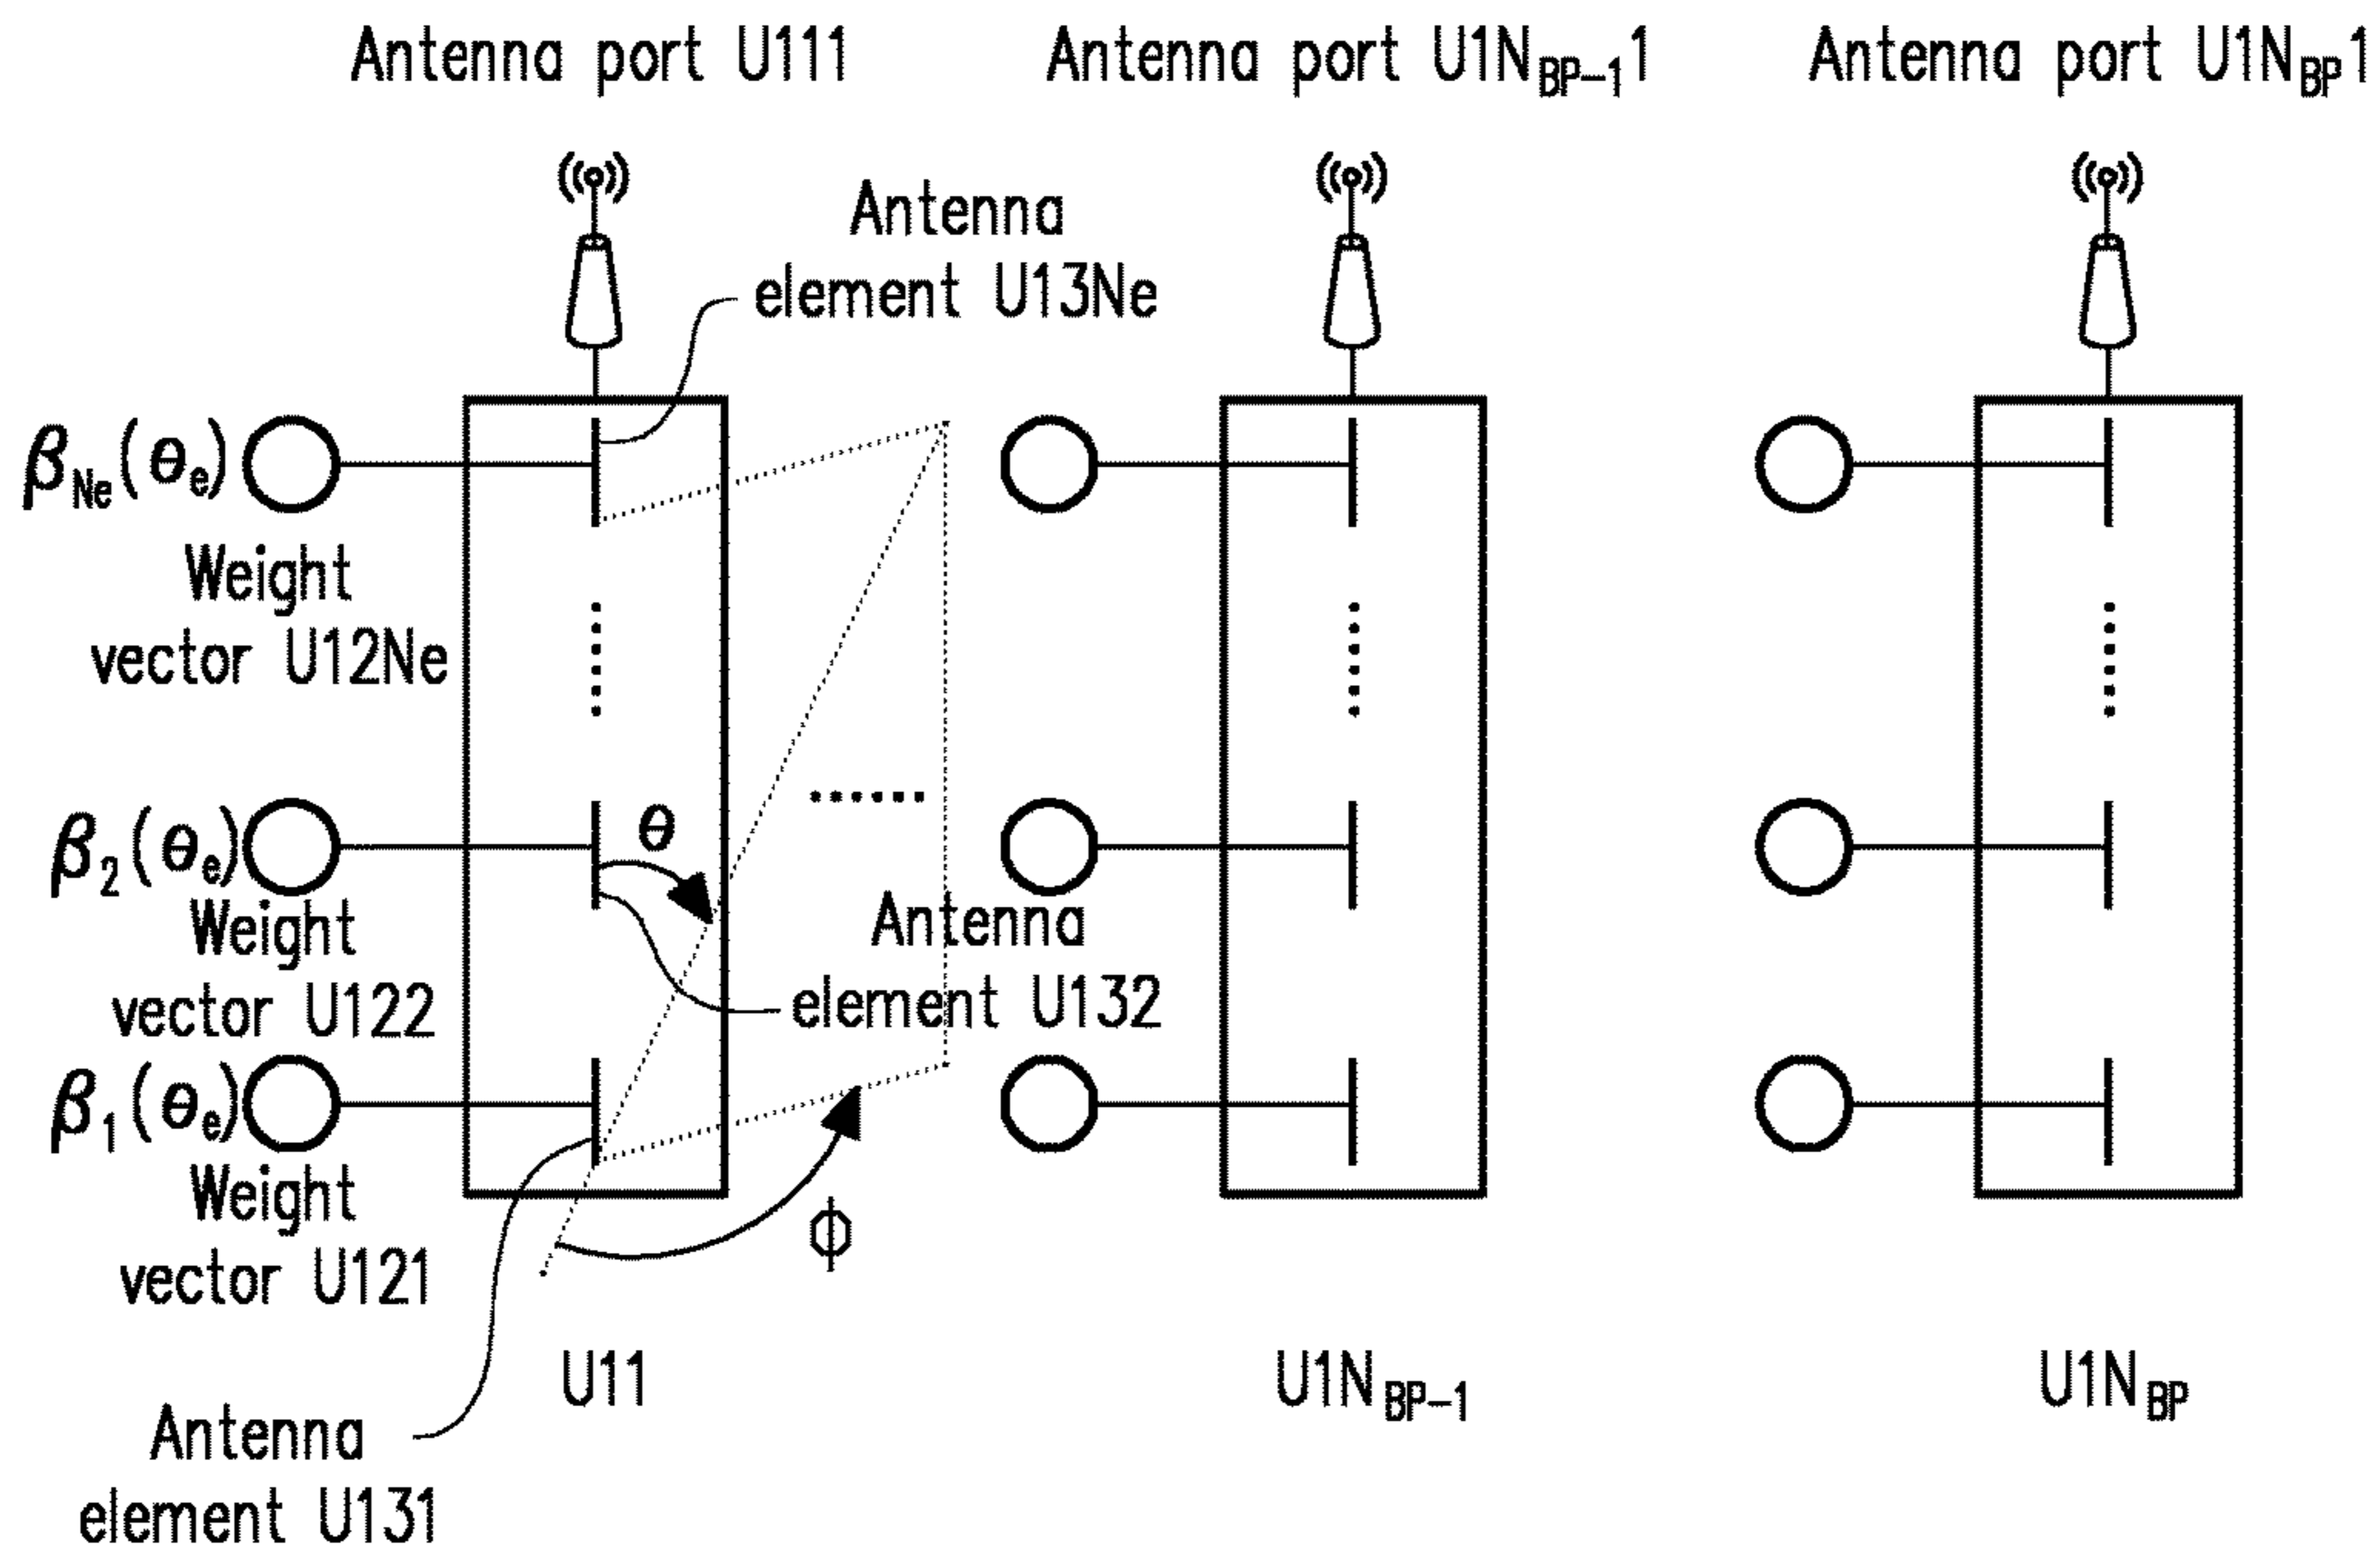 Antenna port U111
Antenna port U1N_BP-1 1
Antenna port U1N_BP 1
Antenna
element U13Ne
β_Ne(θ_e)
Weight
vector U12Ne
θ
β_2(θ_e)
Weight
vector U122
Antenna
element U132
β_1(θ_e)
Weight
vector U121
ϕ
U11
U1N_BP-1
U1N_BP
Antenna
element U131